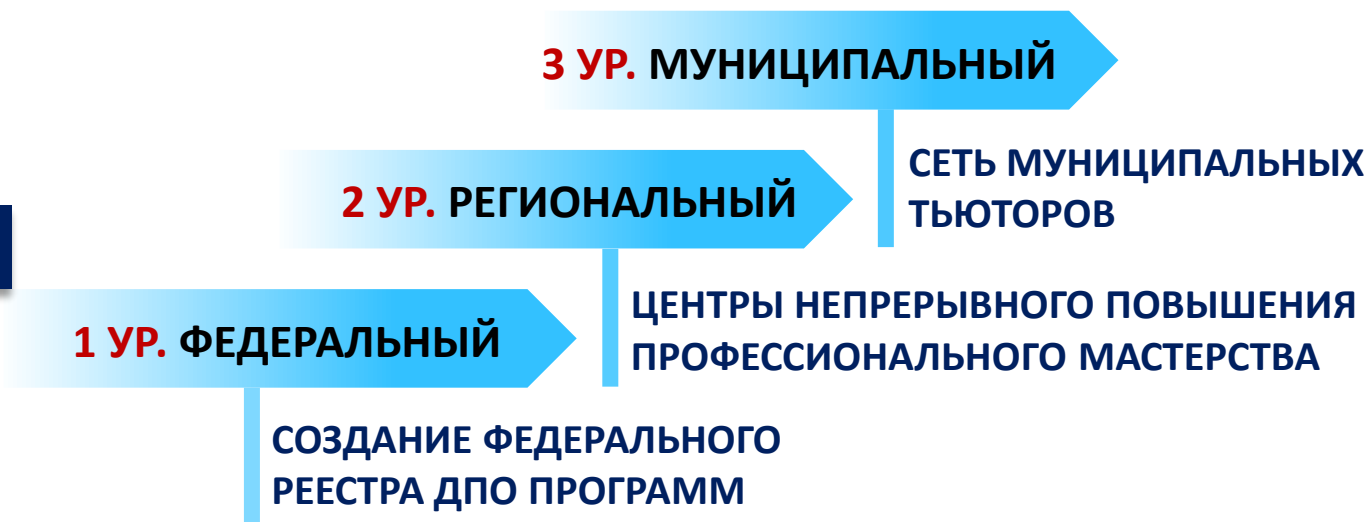 3 УР. МУНИЦИПАЛЬНЫЙ
СЕТЬ МУНИЦИПАЛЬНЫХ
ТЬЮТОРОВ
2 УР. РЕГИОНАЛЬНЫЙ
ЦЕНТРЫ НЕПРЕРЫВНОГО ПОВЫШЕНИЯ
ПРОФЕССИОНАЛЬНОГО МАСТЕРСТВА
1 УР. ФЕДЕРАЛЬНЫЙ
СОЗДАНИЕ ФЕДЕРАЛЬНОГО
РЕЕСТРА ДПО ПРОГРАММ